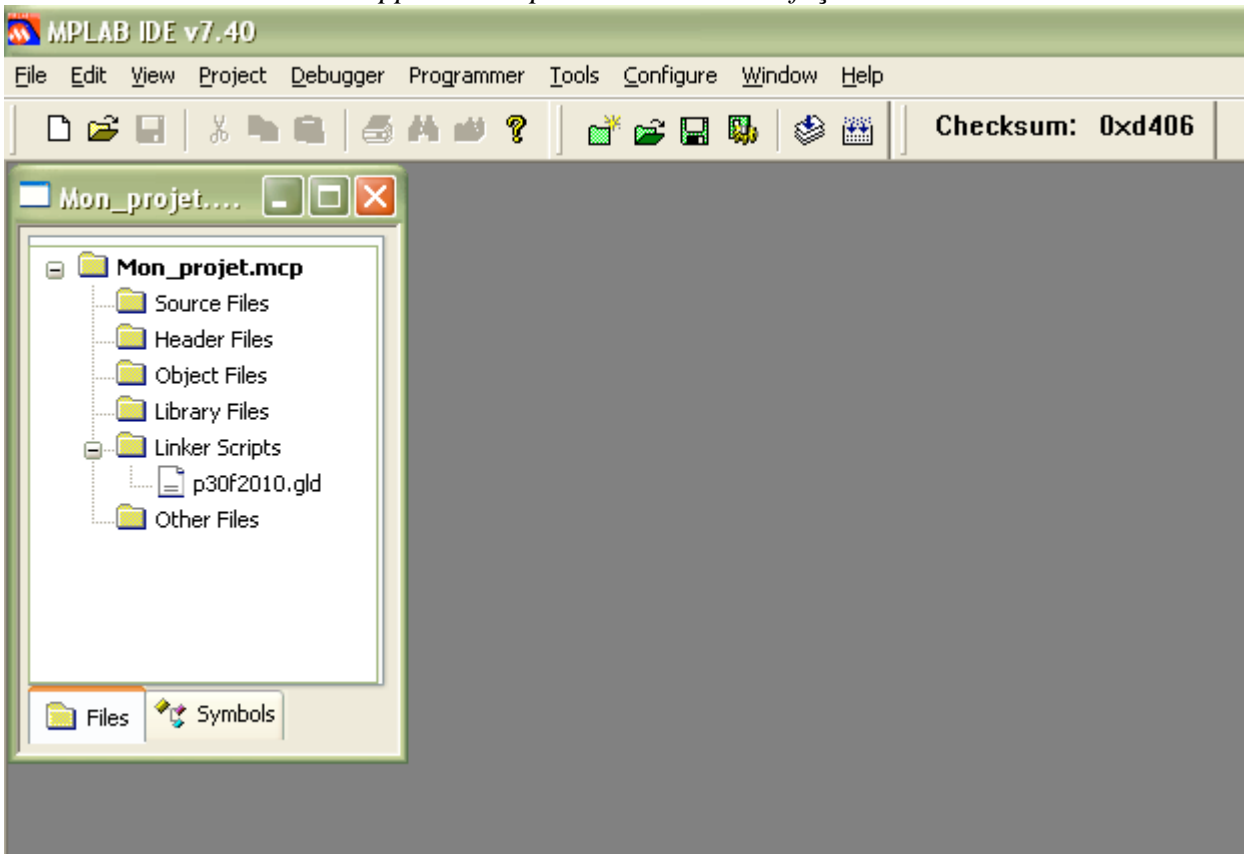 MPLAB IDE v7.40
File Edit View Project Debugger Programmer Tools Configure Window Help
Checksum: 0xd406
Mon_projet....
Mon_projet.mcp
Source Files
Header Files
Object Files
Library Files
Linker Scripts
p30f2010.gld
Other Files
Files Symbols